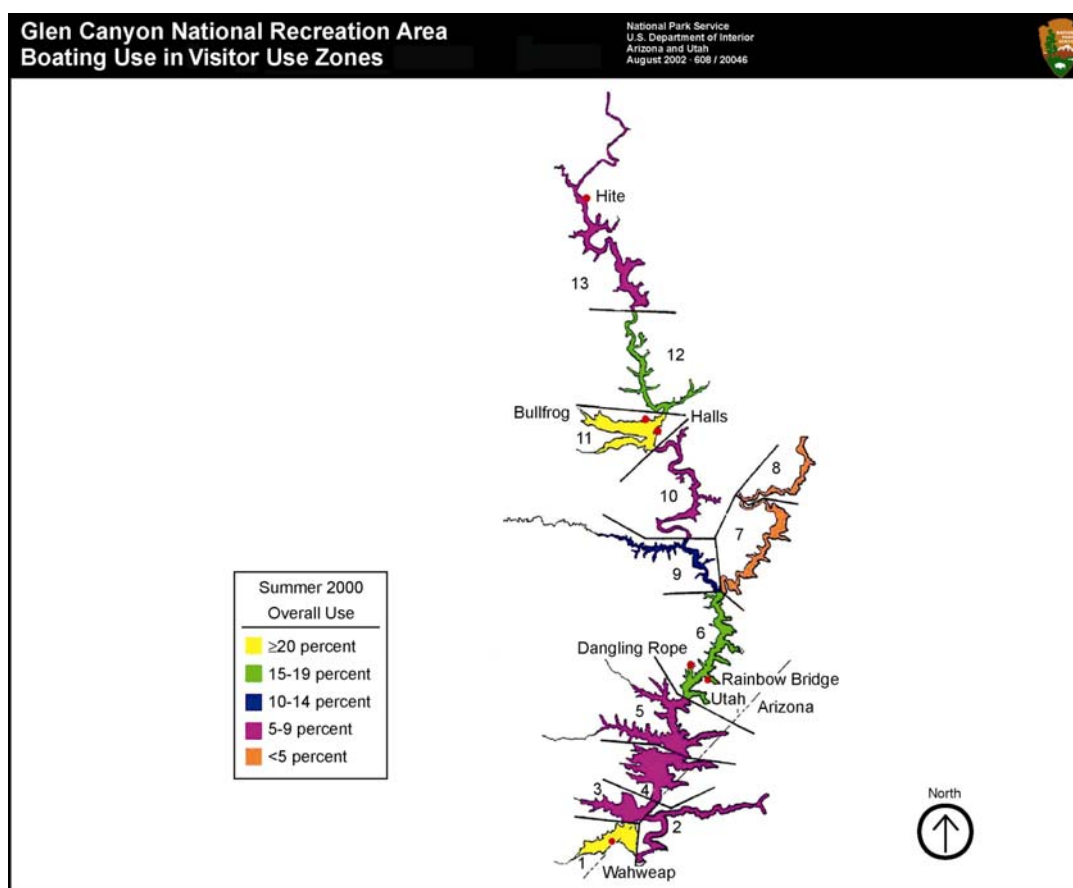 Glen Canyon National Recreation Area
Boating Use in Visitor Use Zones
National Park Service
U.S. Department of Interior
Arizona and Utah
August 2002 · 608 / 20046
Hite
13
12
Bullfrog
Halls
11
8
10
7
9
6
Dangling Rope
Rainbow Bridge
Utah
Arizona
5
3
4
2
1
Wahweap
Summer 2000
Overall Use
≥20 percent
15-19 percent
10-14 percent
5-9 percent
<5 percent
North